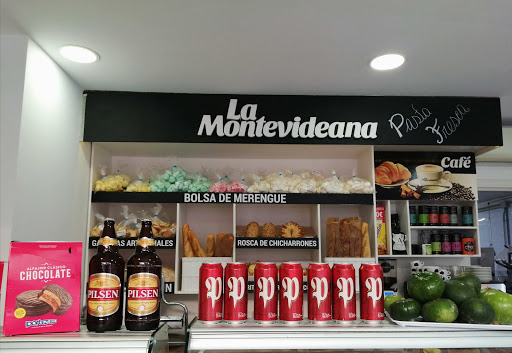 La
Montevideana
Pasta
Fresca
Café
BOLSA DE MERENGUE
ROSCA DE CHICHARRONES
ALFAJOR CLÁSICO
CHOCOLATE
PILSEN
PILSEN
P
P
P
P
P
P
P